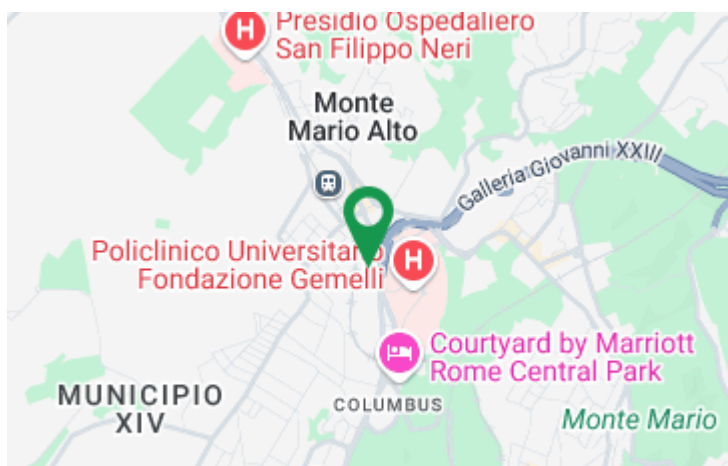 Presidio Ospedaliero
San Filippo Neri
Monte
Mario Alto
Galleria Giovanni XXIII
Policlinico Universitario
Fondazione Gemelli
Courtyard by Marriott
Rome Central Park
MUNICIPIO
XIV
COLUMBUS
Monte Mario
H
H